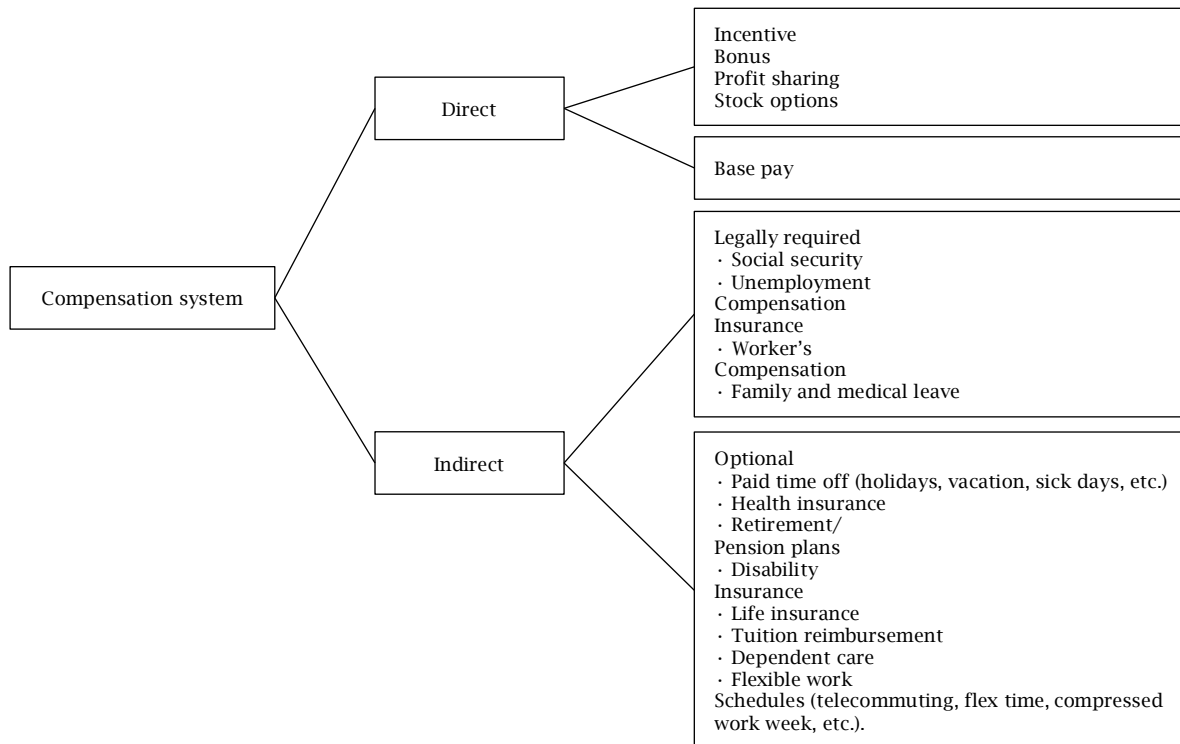 Incentive
Bonus
Profit sharing
Stock options
Direct
Base pay
Legally required
· Social security
· Unemployment
Compensation
Insurance
· Worker’s
Compensation
· Family and medical leave
Compensation system
Indirect
Optional
· Paid time off (holidays, vacation, sick days, etc.)
· Health insurance
· Retirement/
Pension plans
· Disability
Insurance
· Life insurance
· Tuition reimbursement
· Dependent care
· Flexible work
Schedules (telecommuting, flex time, compressed
work week, etc.).